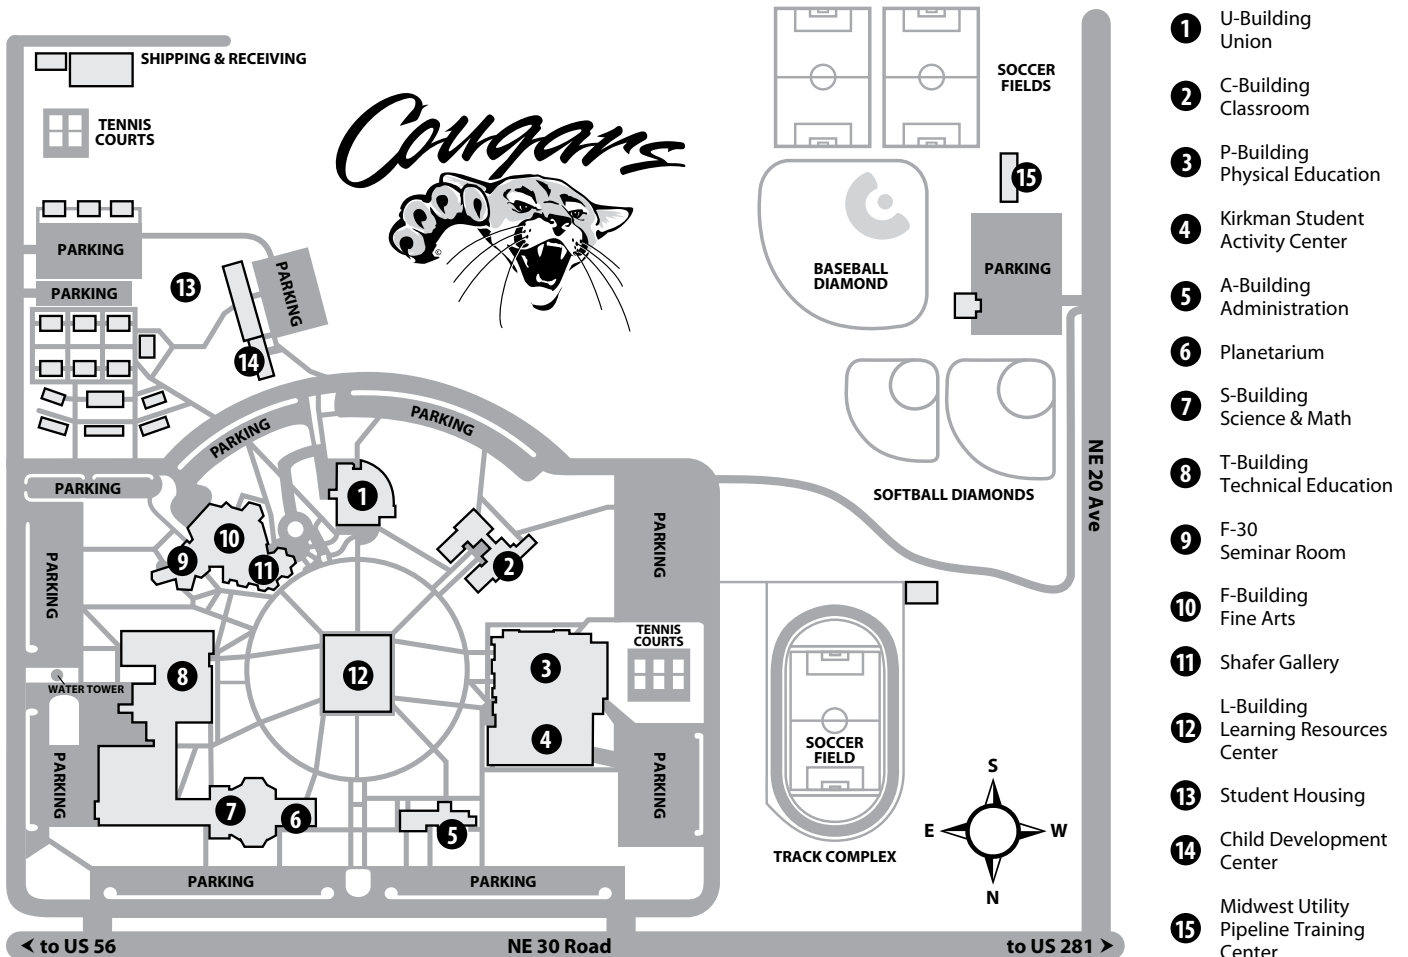 SHIPPING & RECEIVING
TENNIS
COURTS
Cougars
©
SOCCER
FIELDS
15
PARKING
PARKING
13
PARKING
14
BASEBALL
DIAMOND
PARKING
PARKING
PARKING
NE 20 Ave
SOFTBALL DIAMONDS
PARKING
1
PARKING
10
9
11
2
PARKING
PARKING
TENNIS
COURTS
3
8
12
WATER TOWER
4
PARKING
PARKING
SOCCER
FIELD
7
6
5
TRACK COMPLEX
S
E
W
N
PARKING
PARKING
to US 56
NE 30 Road
to US 281
1
U-Building
Union
2
C-Building
Classroom
3
P-Building
Physical Education
4
Kirkman Student
Activity Center
5
A-Building
Administration
6
Planetarium
7
S-Building
Science & Math
8
T-Building
Technical Education
9
F-30
Seminar Room
10
F-Building
Fine Arts
11
Shafer Gallery
12
L-Building
Learning Resources
Center
13
Student Housing
14
Child Development
Center
15
Midwest Utility
Pipeline Training
Center